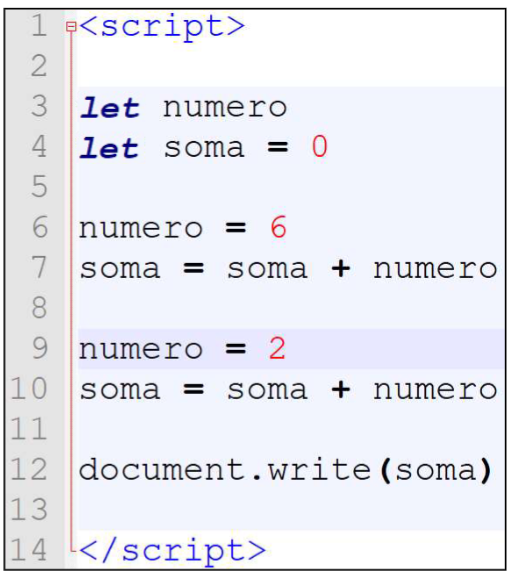 1 <script>
2
3 let numero
4 let soma = 0
5
6 numero = 6
7 soma = soma + numero
8
9 numero = 2
10 soma = soma + numero
11
12 document.write(soma)
13
14 </script>